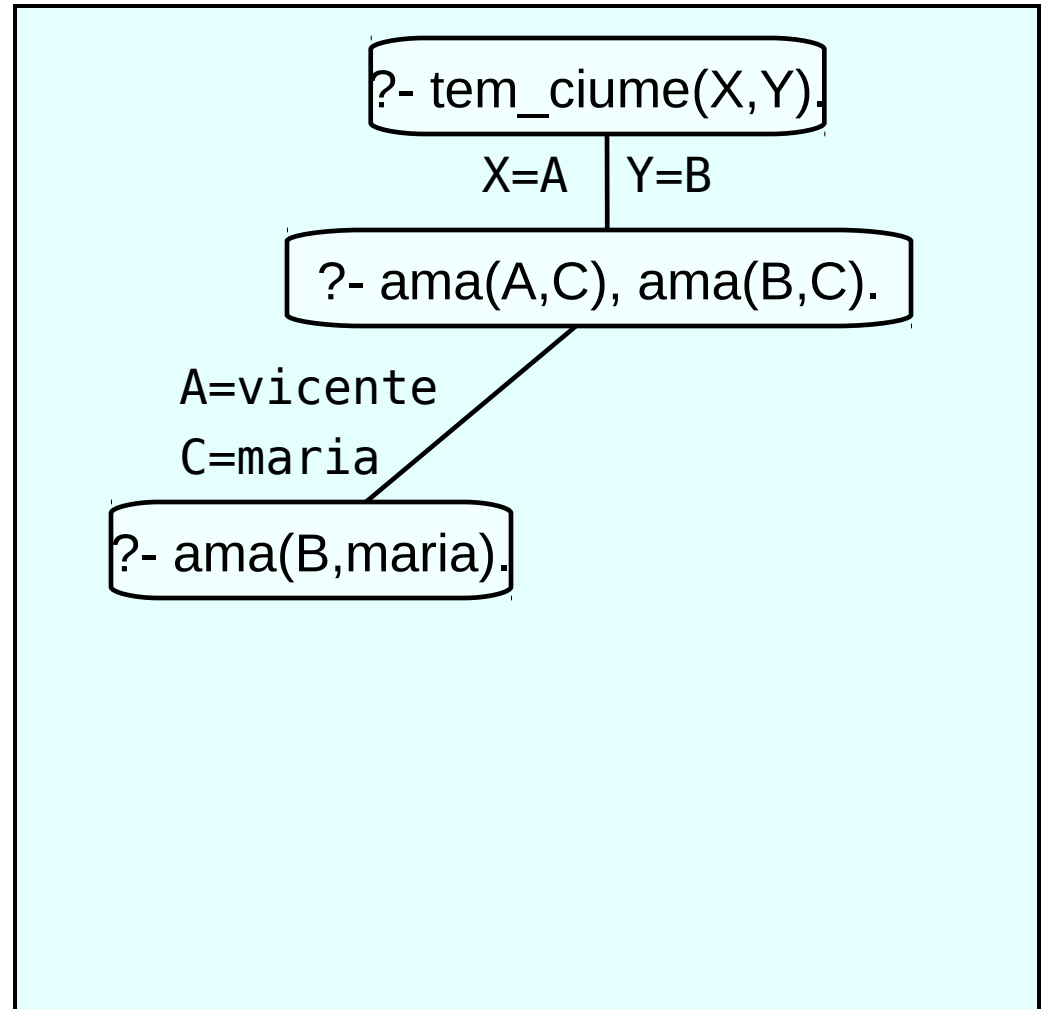 ?- tem_ciume(X,Y).
X=A Y=B
?- ama(A,C), ama(B,C).
A=vicente
C=maria
?- ama(B,maria).